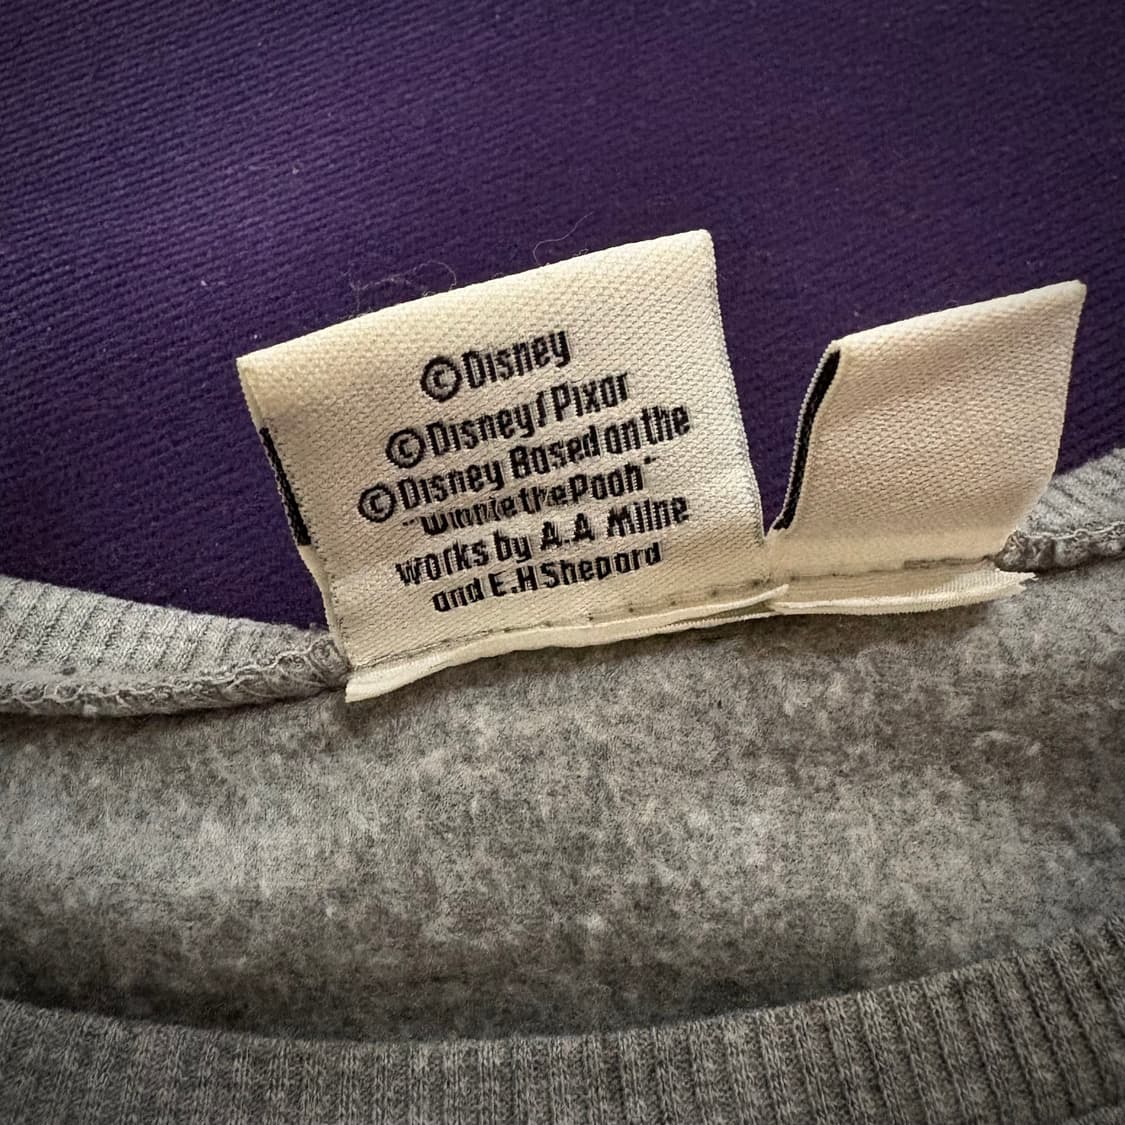 ©Disney
©Disney/Pixar
©Disney Based on the
"Winnie the Pooh"
works by A.A Milne
and E.H Shepard